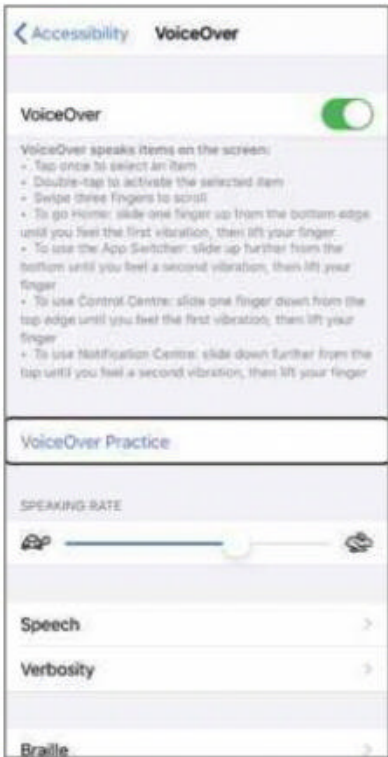 Accessibility VoiceOver
VoiceOver
VoiceOver speaks items on the screen:
• Tap once to select an item
• Double-tap to activate the selected item
• Swipe three fingers to scroll
• To go Home: slide one finger up from the bottom edge
until you feel the first vibration, then lift your finger
• To use the App Switcher: slide up further from the
bottom until you feel a second vibration, then lift your
finger
• To use Control Centre: slide one finger down from the
top edge until you feel the first vibration, then lift your
finger
• To use Notification Centre: slide down further from the
top until you feel a second vibration, then lift your finger
VoiceOver Practice
SPEAKING RATE
Speech
Verbosity
Braille